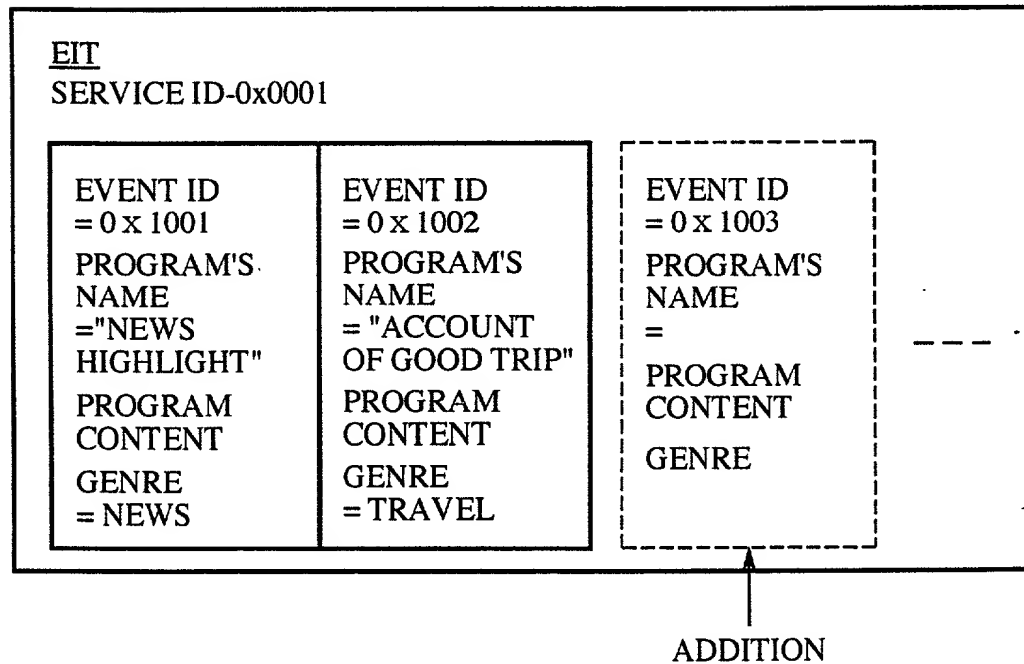 EIT
SERVICE ID-0x0001
EVENT ID
= 0 x 1001
PROGRAM'S
NAME
="NEWS
HIGHLIGHT"
PROGRAM
CONTENT
GENRE
= NEWS
EVENT ID
= 0 x 1002
PROGRAM'S
NAME
= "ACCOUNT
OF GOOD TRIP"
PROGRAM
CONTENT
GENRE
= TRAVEL
EVENT ID
= 0 x 1003
PROGRAM'S
NAME
=
PROGRAM
CONTENT
GENRE
ADDITION